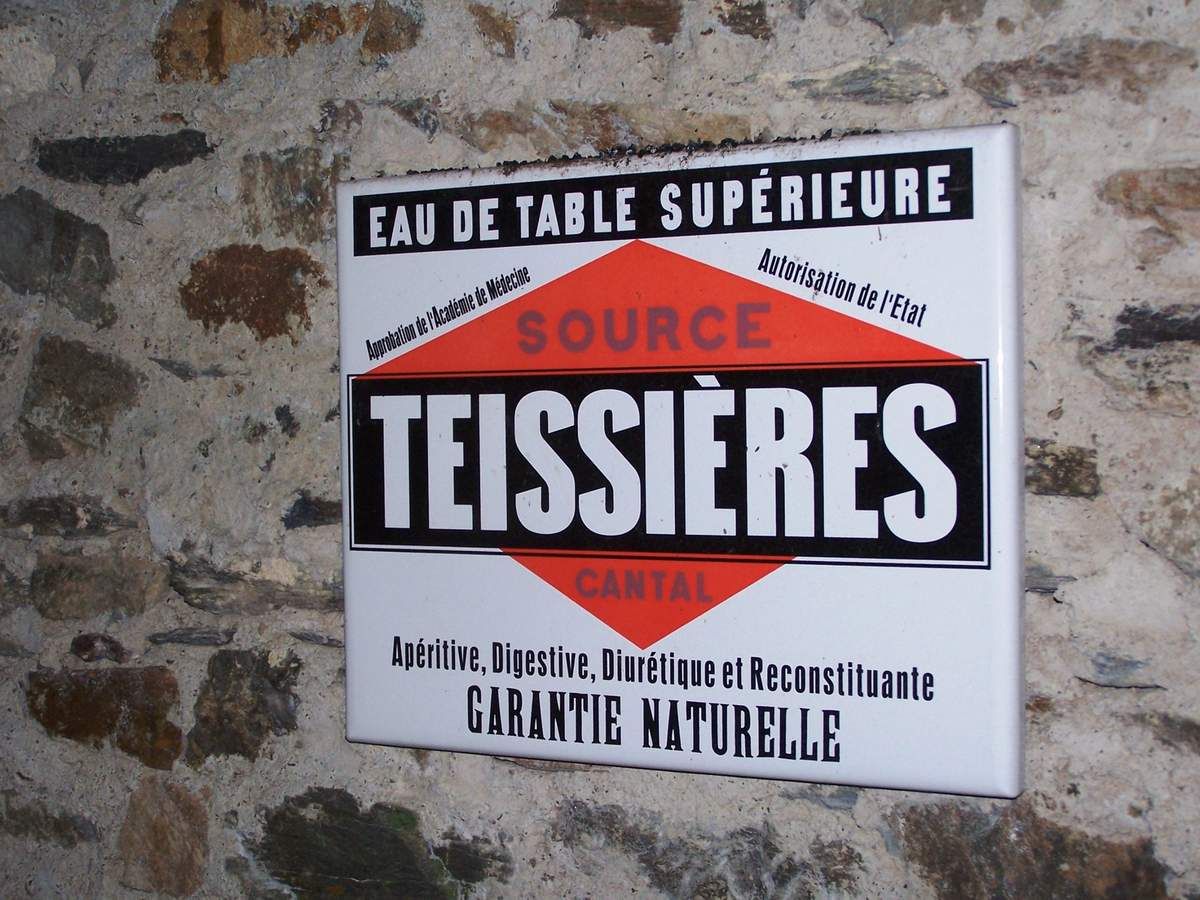 EAU DE TABLE SUPÉRIEURE
Approbation de l'Académie de Médecine
Autorisation de l'Etat
SOURCE
TEISSIÈRES
CANTAL
Apéritive, Digestive, Diurétique et Reconstituante
GARANTIE NATURELLE